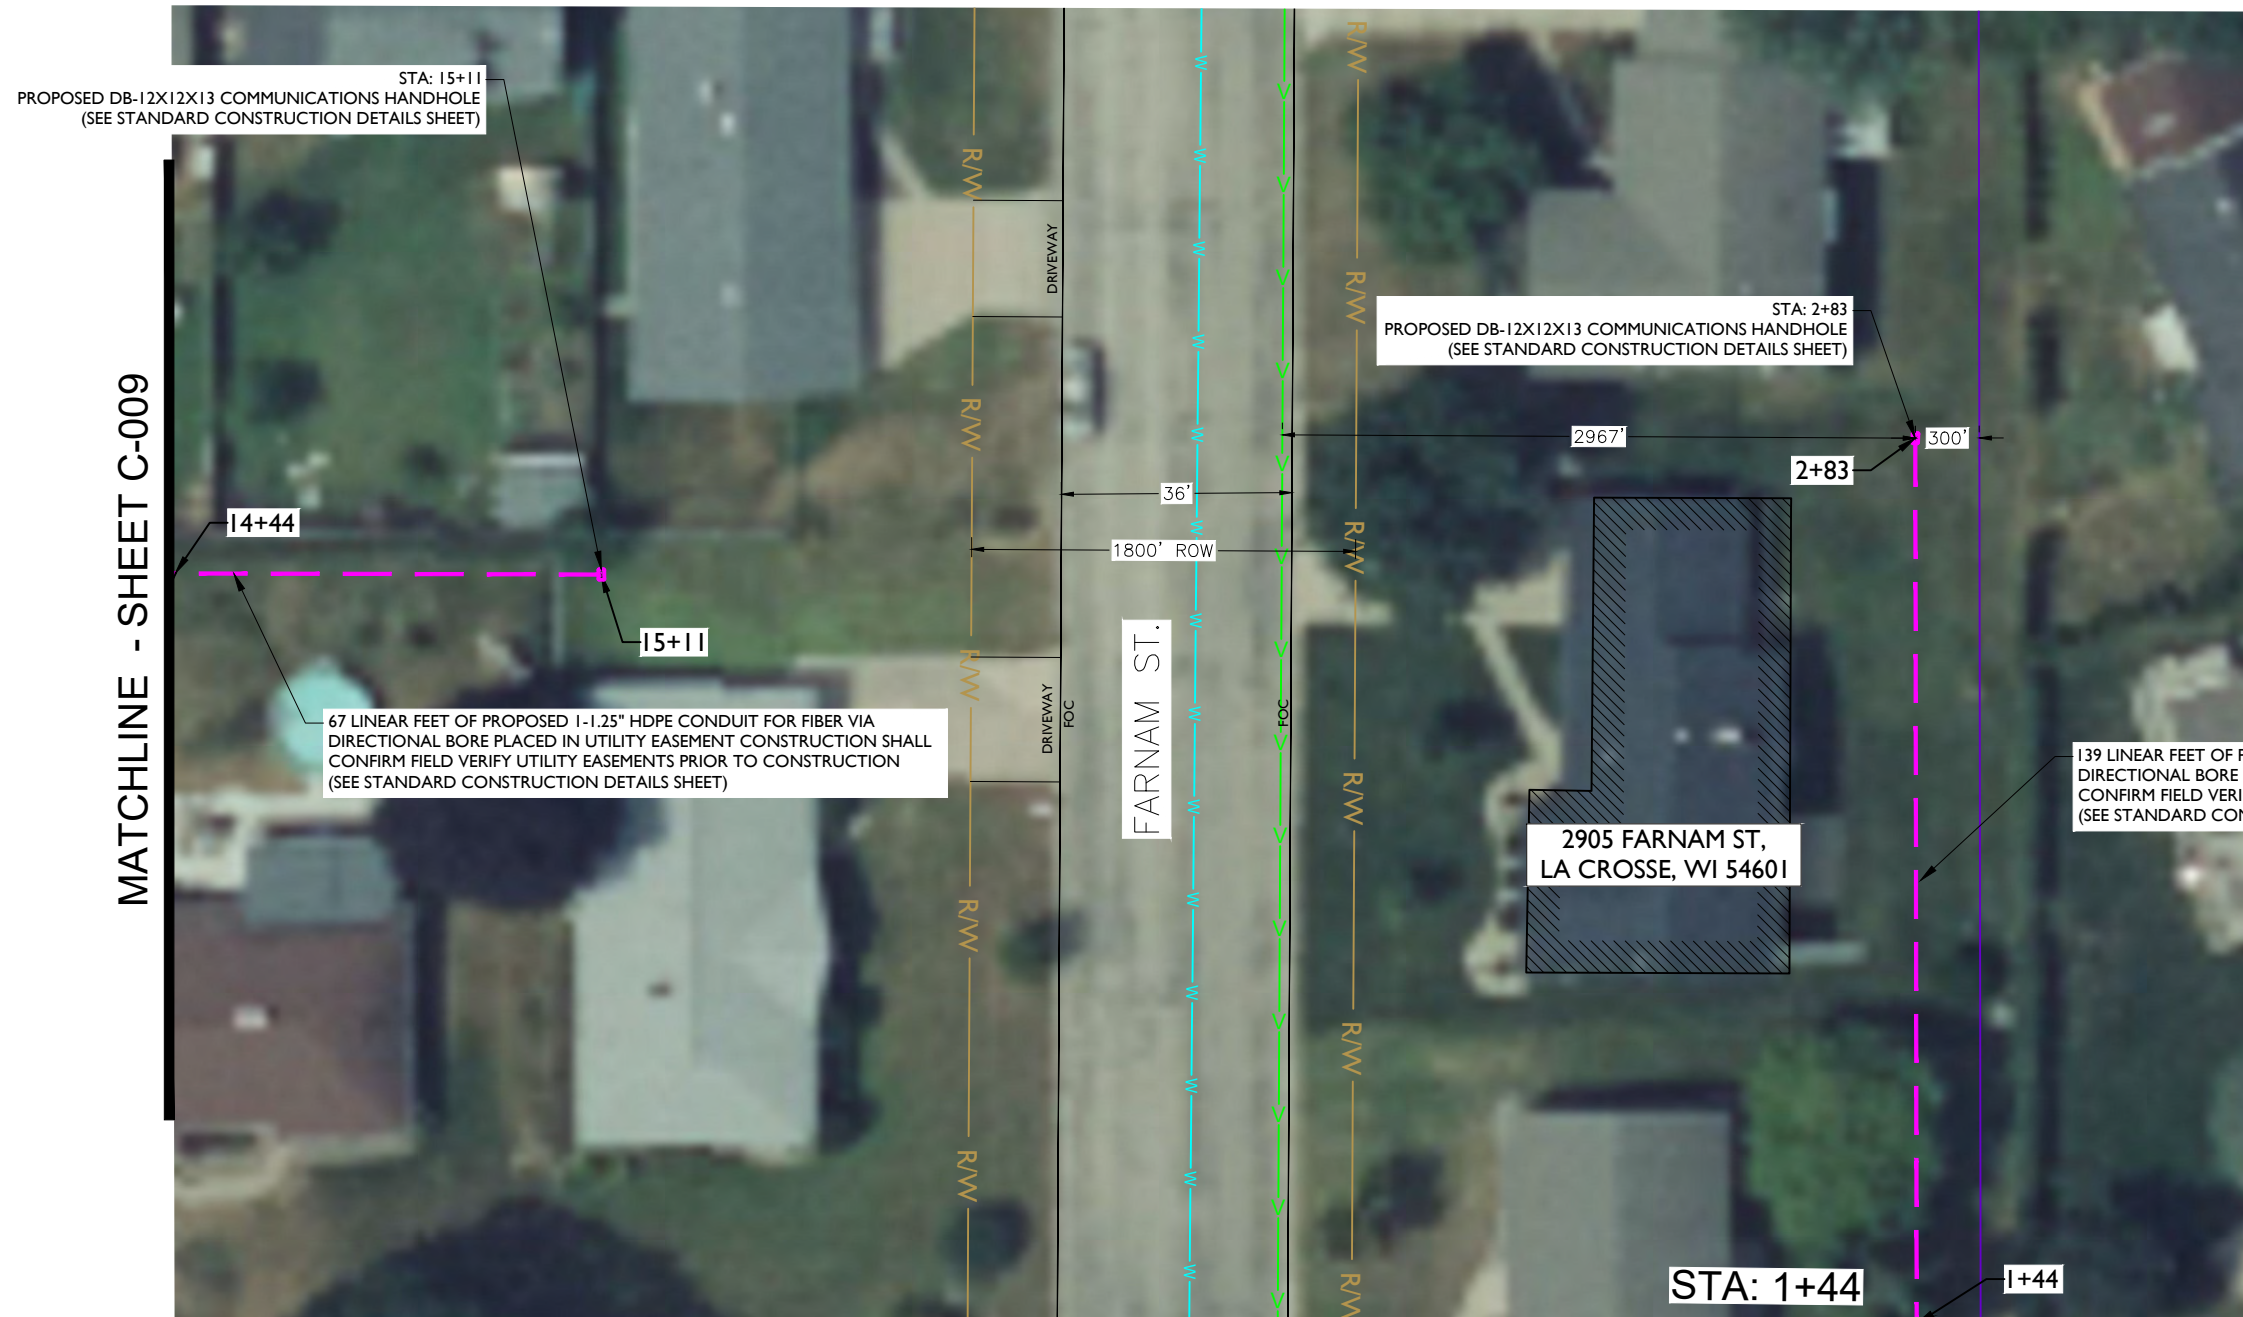 STA: 15+11
PROPOSED DB-12X12X13 COMMUNICATIONS HANDHOLE
(SEE STANDARD CONSTRUCTION DETAILS SHEET)
MATCHLINE - SHEET C-009
14+44
15+11
67 LINEAR FEET OF PROPOSED 1-1.25" HDPE CONDUIT FOR FIBER VIA
DIRECTIONAL BORE PLACED IN UTILITY EASEMENT CONSTRUCTION SHALL
CONFIRM FIELD VERIFY UTILITY EASEMENTS PRIOR TO CONSTRUCTION
(SEE STANDARD CONSTRUCTION DETAILS SHEET)
R/W
R/W
R/W
R/W
R/W
DRIVEWAY
DRIVEWAY
FOC
36'
1800' ROW
FARNAM ST.
W
W
W
W
W
W
W
W
W
W
W
W
W
W
V
V
V
V
V
V
V
V
V
V
V
V
V
V
FOC
R/W
R/W
R/W
R/W
R/W
R/W
STA: 2+83
PROPOSED DB-12X12X13 COMMUNICATIONS HANDHOLE
(SEE STANDARD CONSTRUCTION DETAILS SHEET)
2967'
300'
2+83
2905 FARNAM ST,
LA CROSSE, WI 54601
139 LINEAR FEET OF
DIRECTIONAL BORE
CONFIRM FIELD
(SEE STANDARD
STA: 1+44
1+44